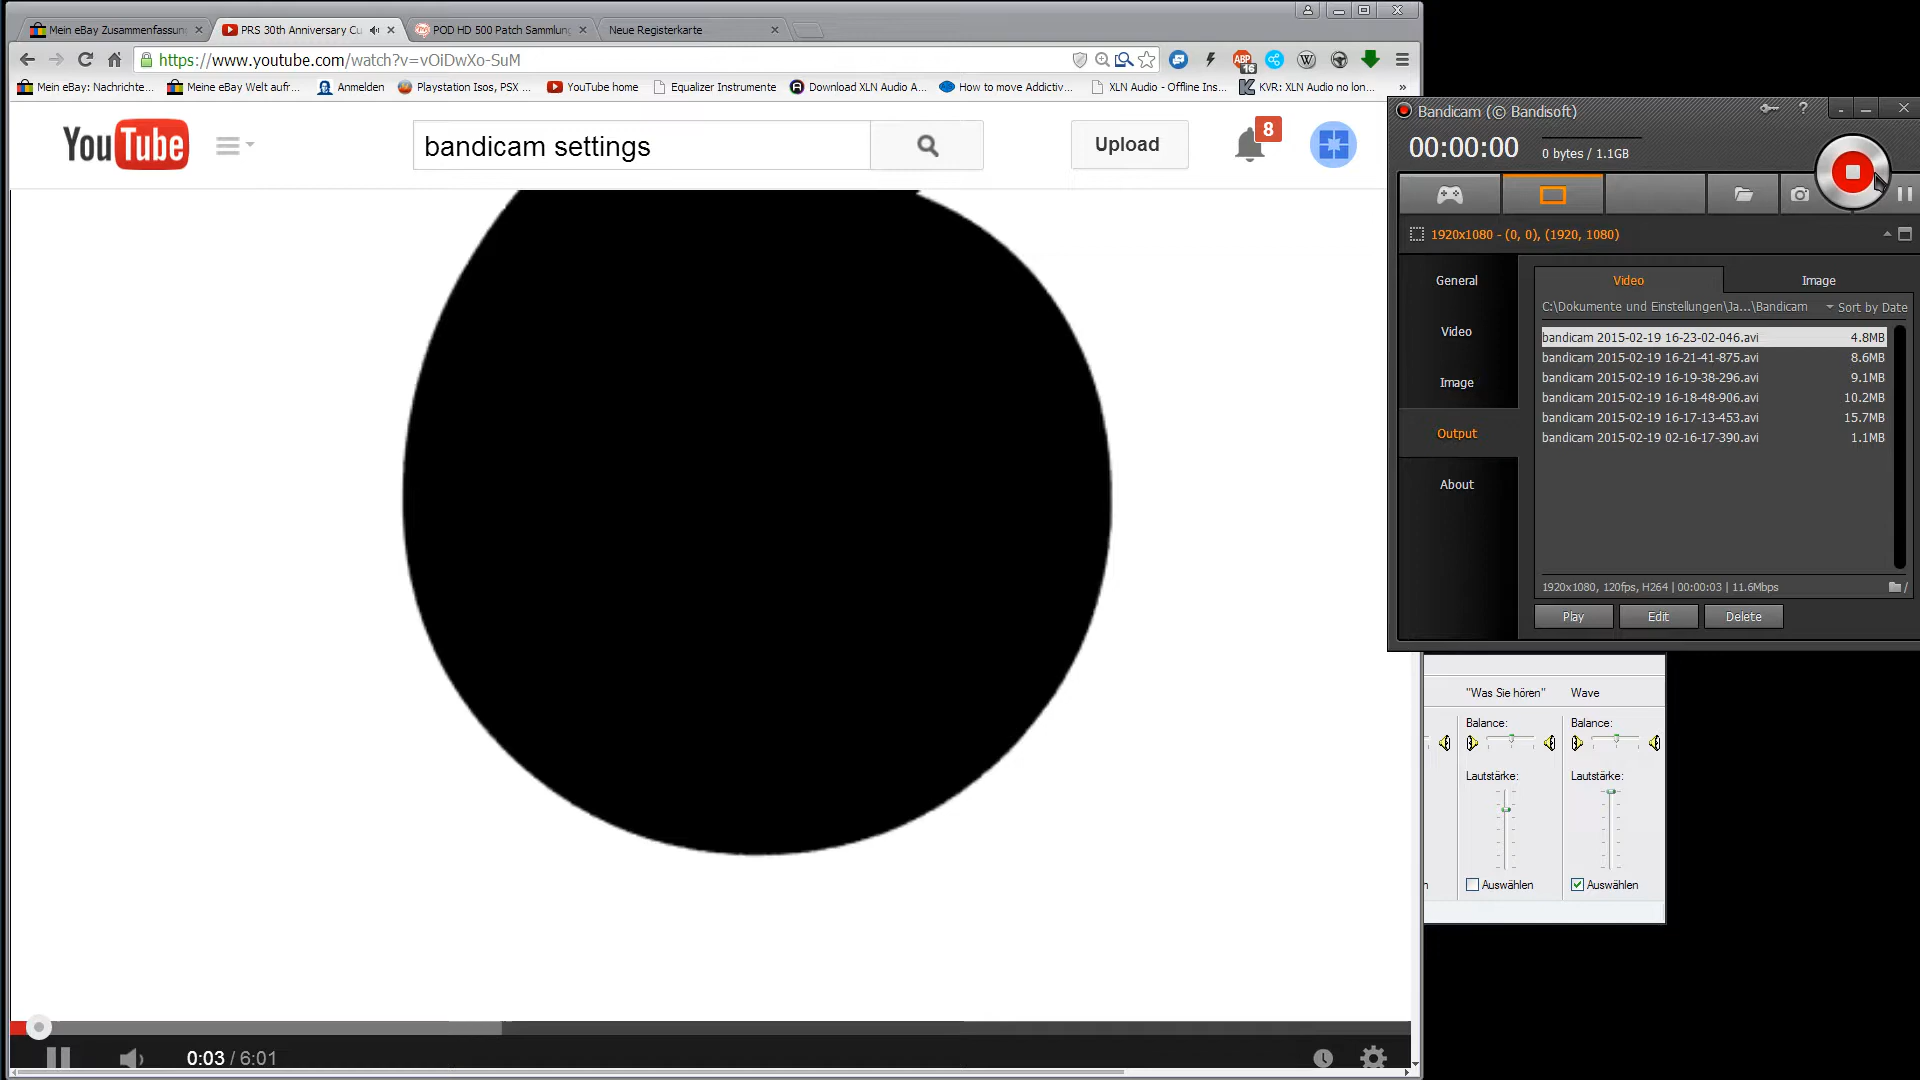 Mein eBay Zusammenfassun
PRS 30th Anniversary Cu
POD HD 500 Patch Sammlung
Neue Registerkarte
https://www.youtube.com/watch?v=vOiDwXo-SuM
ABP
16
W
Mein eBay: Nachrichte...
Meine eBay Welt aufr...
Anmelden
Playstation Isos, PSX ...
YouTube home
Equalizer Instrumente
Download XLN Audio A...
How to move Addictiv...
XLN Audio - Offline Ins...
KVR: XLN Audio no lon...
»
YouTube
bandicam settings
Upload
8
Bandicam (© Bandisoft)
?
00:00:00
0 bytes / 1.1GB
1920x1080 - (0, 0), (1920, 1080)
General
Video
Image
Output
About
Video
Image
C:\Dokumente und Einstellungen\Ja...\Bandicam
Sort by Date
bandicam 2015-02-19 16-23-02-046.avi 4.8MB
bandicam 2015-02-19 16-21-41-875.avi 8.6MB
bandicam 2015-02-19 16-19-38-296.avi 9.1MB
bandicam 2015-02-19 16-18-48-906.avi 10.2MB
bandicam 2015-02-19 16-17-13-453.avi 15.7MB
bandicam 2015-02-19 02-16-17-390.avi 1.1MB
1920x1080, 120fps, H264 | 00:00:03 | 11.6Mbps
Play
Edit
Delete
"Was Sie hören"
Wave
Balance:
Balance:
Lautstärke:
Lautstärke:
Auswählen
Auswählen
0:03 / 6:01